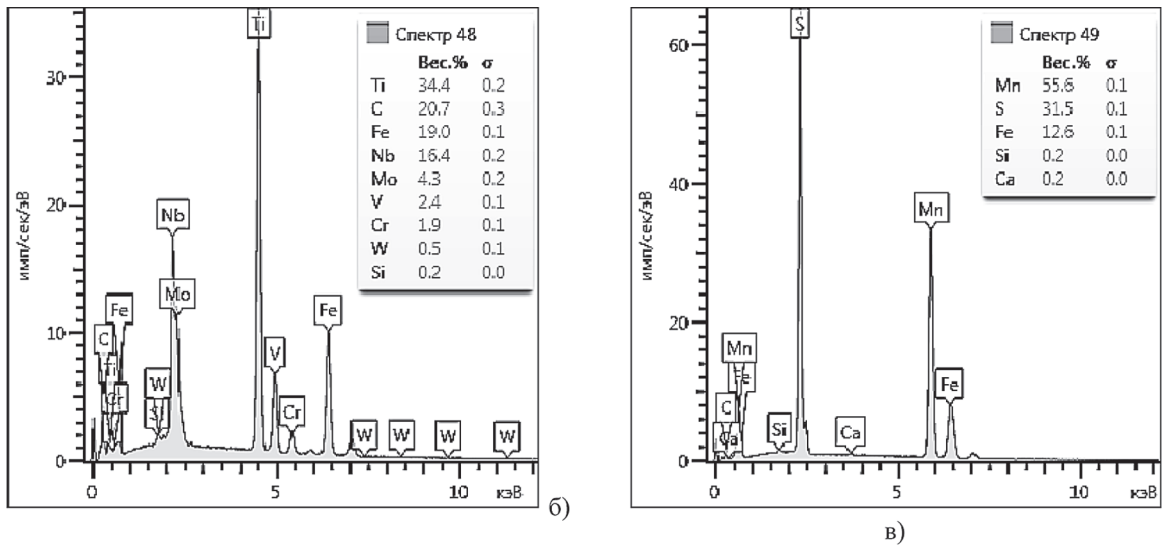 Спектр 48
Вес.% σ
Ti 34.4 0.2
C 20.7 0.3
Fe 19.0 0.1
Nb 16.4 0.2
Mo 4.3 0.2
V 2.4 0.1
Cr 1.9 0.1
W 0.5 0.1
Si 0.2 0.0
имп/сек/эВ
30
20
10
0
Ti
Nb
Mo
Fe
Fe
C
Ti
Cr
W
V
Cr
W
W
W
W
0 5 10 кэВ
б)
Спектр 49
Вес.% σ
Mn 55.6 0.1
S 31.5 0.1
Fe 12.6 0.1
Si 0.2 0.0
Ca 0.2 0.0
имп/сек/эВ
60
40
20
0
S
Mn
Mn
Fe
Fe
C
Ca
Si
Ca
0 5 10 кэВ
в)